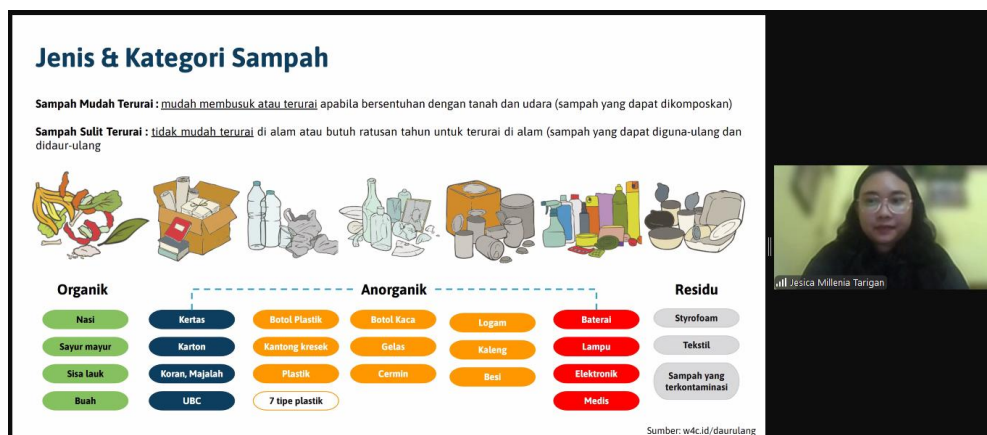 Jenis & Kategori Sampah
Sampah Mudah Terurai : mudah membusuk atau terurai apabila bersentuhan dengan tanah dan udara (sampah yang dapat dikomposkan)
Sampah Sulit Terurai : tidak mudah terurai di alam atau butuh ratusan tahun untuk terurai di alam (sampah yang dapat diguna-ulang dan
didaur-ulang
Jesica Millenia Tarigan
Organik
Nasi
Sayur mayur
Sisa lauk
Buah
Anorganik
Kertas
Karton
Koran, Majalah
UBC
Botol Plastik
Kantong kresek
Plastik
7 tipe plastik
Botol Kaca
Gelas
Cermin
Logam
Kaleng
Besi
Baterai
Lampu
Elektronik
Medis
Residu
Styrofoam
Tekstil
Sampah yang
terkontaminasi
Sumber: w4c.id/daurulang